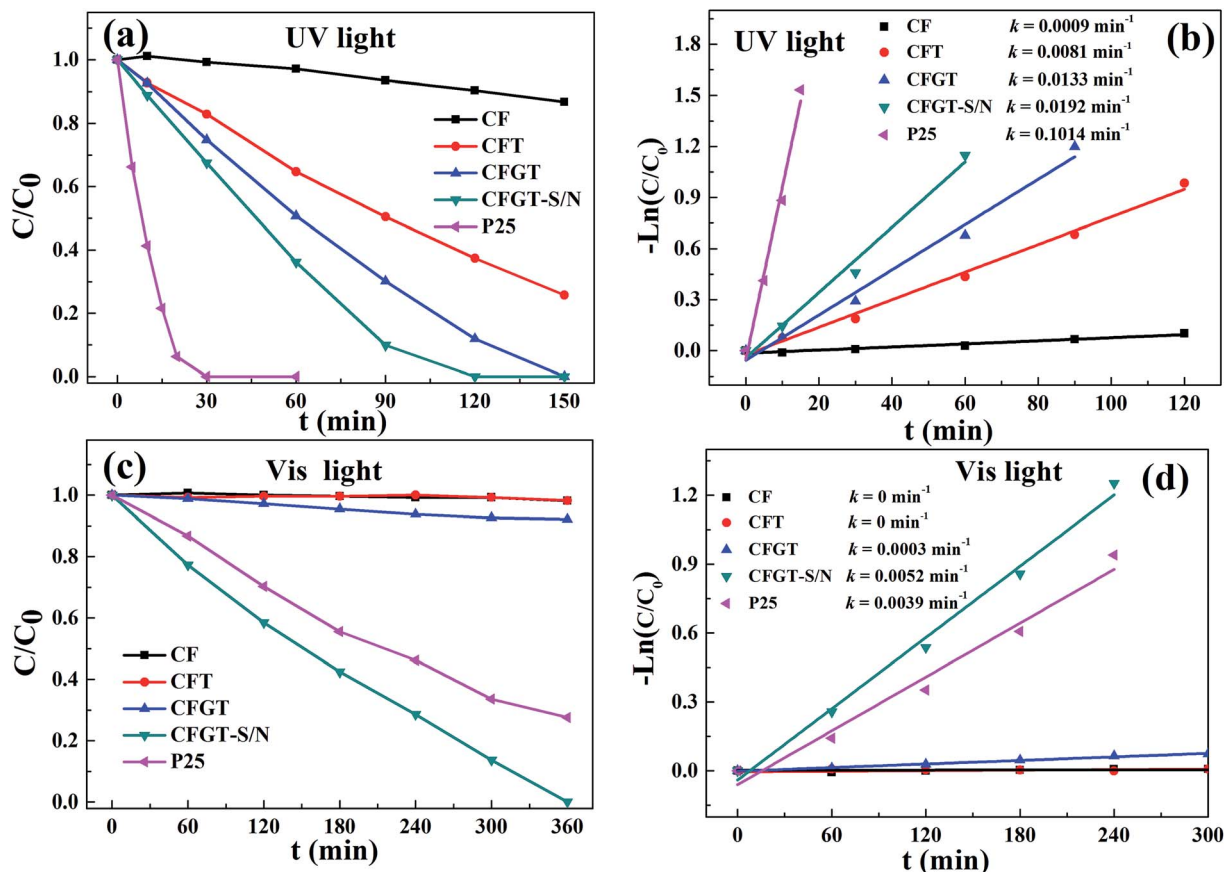 (a)
UV light
CF
CFT
CFGT
CFGT-S/N
P25
C/C0
1.0
0.8
0.6
0.4
0.2
0.0
0 30 60 90 120 150
t (min)
(b)
UV light
CF k = 0.0009 min-1
CFT k = 0.0081 min-1
CFGT k = 0.0133 min-1
CFGT-S/N k = 0.0192 min-1
P25 k = 0.1014 min-1
-Ln(C/C0)
1.8
1.5
1.2
0.9
0.6
0.3
0.0
0 20 40 60 80 100 120
t (min)
(c)
Vis light
C/C0
1.0
0.8
0.6
0.4
0.2
0.0
CF
CFT
CFGT
CFGT-S/N
P25
0 60 120 180 240 300 360
t (min)
Vis light
(d)
CF k = 0 min-1
CFT k = 0 min-1
CFGT k = 0.0003 min-1
CFGT-S/N k = 0.0052 min-1
P25 k = 0.0039 min-1
-Ln(C/C0)
1.2
0.9
0.6
0.3
0.0
0 60 120 180 240 300
t (min)